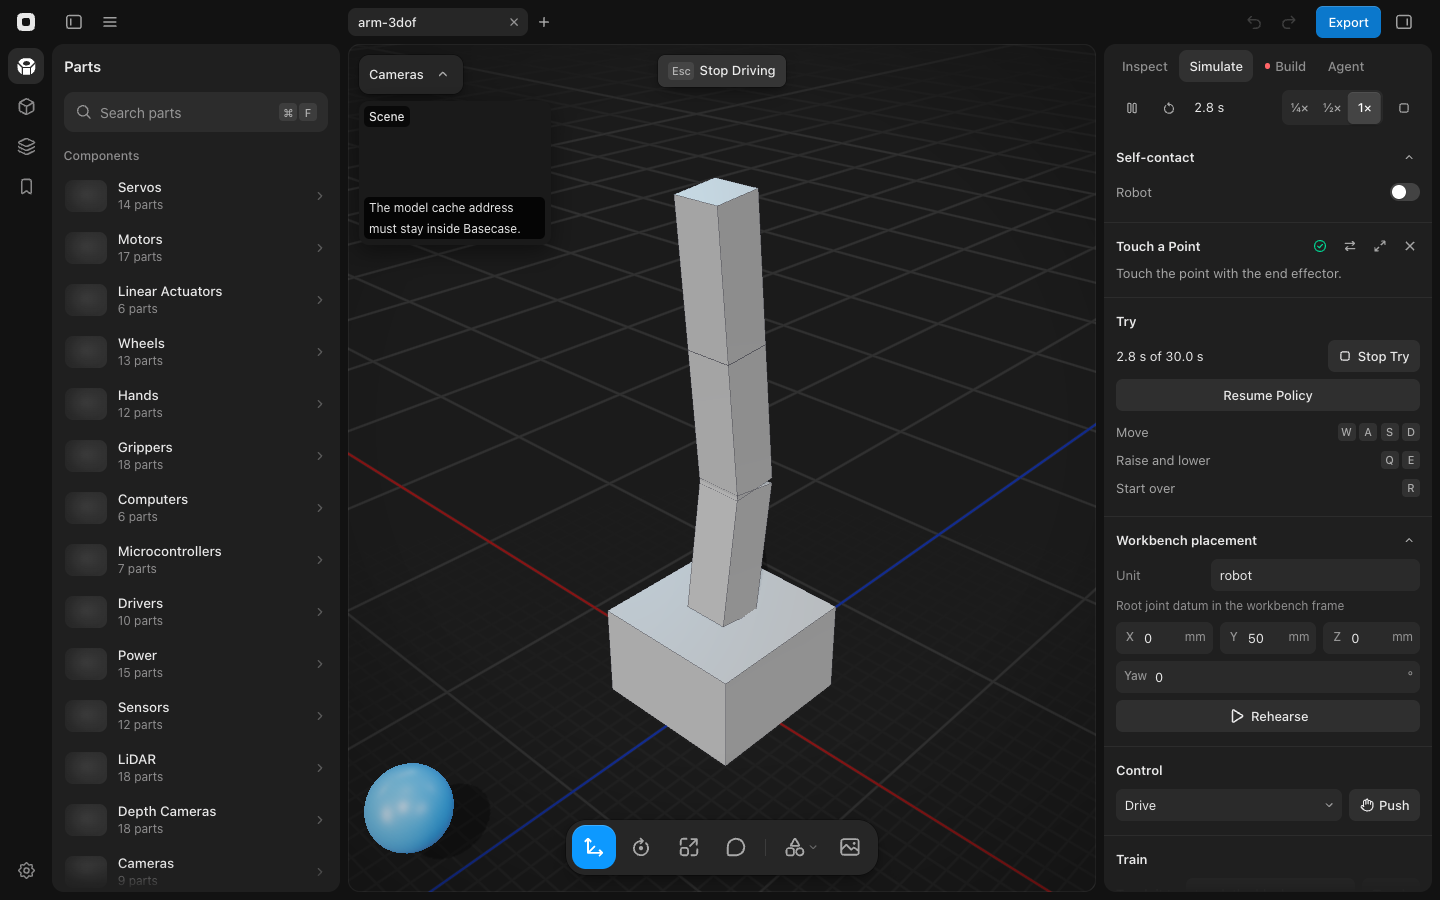 arm-3dof
Export
Parts
Search parts
⌘ F
Components
Servos
14 parts
Motors
17 parts
Linear Actuators
6 parts
Wheels
13 parts
Hands
12 parts
Grippers
18 parts
Computers
6 parts
Microcontrollers
7 parts
Drivers
10 parts
Power
15 parts
Sensors
12 parts
LiDAR
18 parts
Depth Cameras
18 parts
Cameras
9 parts
Cameras
Esc Stop Driving
Scene
The model cache address
must stay inside Basecase.
Inspect Simulate Build Agent
2.8 s ¼× ½× 1×
Self-contact
Robot
Touch a Point
Touch the point with the end effector.
Try
2.8 s of 30.0 s Stop Try
Resume Policy
Move W A S D
Raise and lower Q E
Start over R
Workbench placement
Unit robot
Root joint datum in the workbench frame
X 0 mm Y 50 mm Z 0 mm
Yaw 0 °
Rehearse
Control
Drive Push
Train